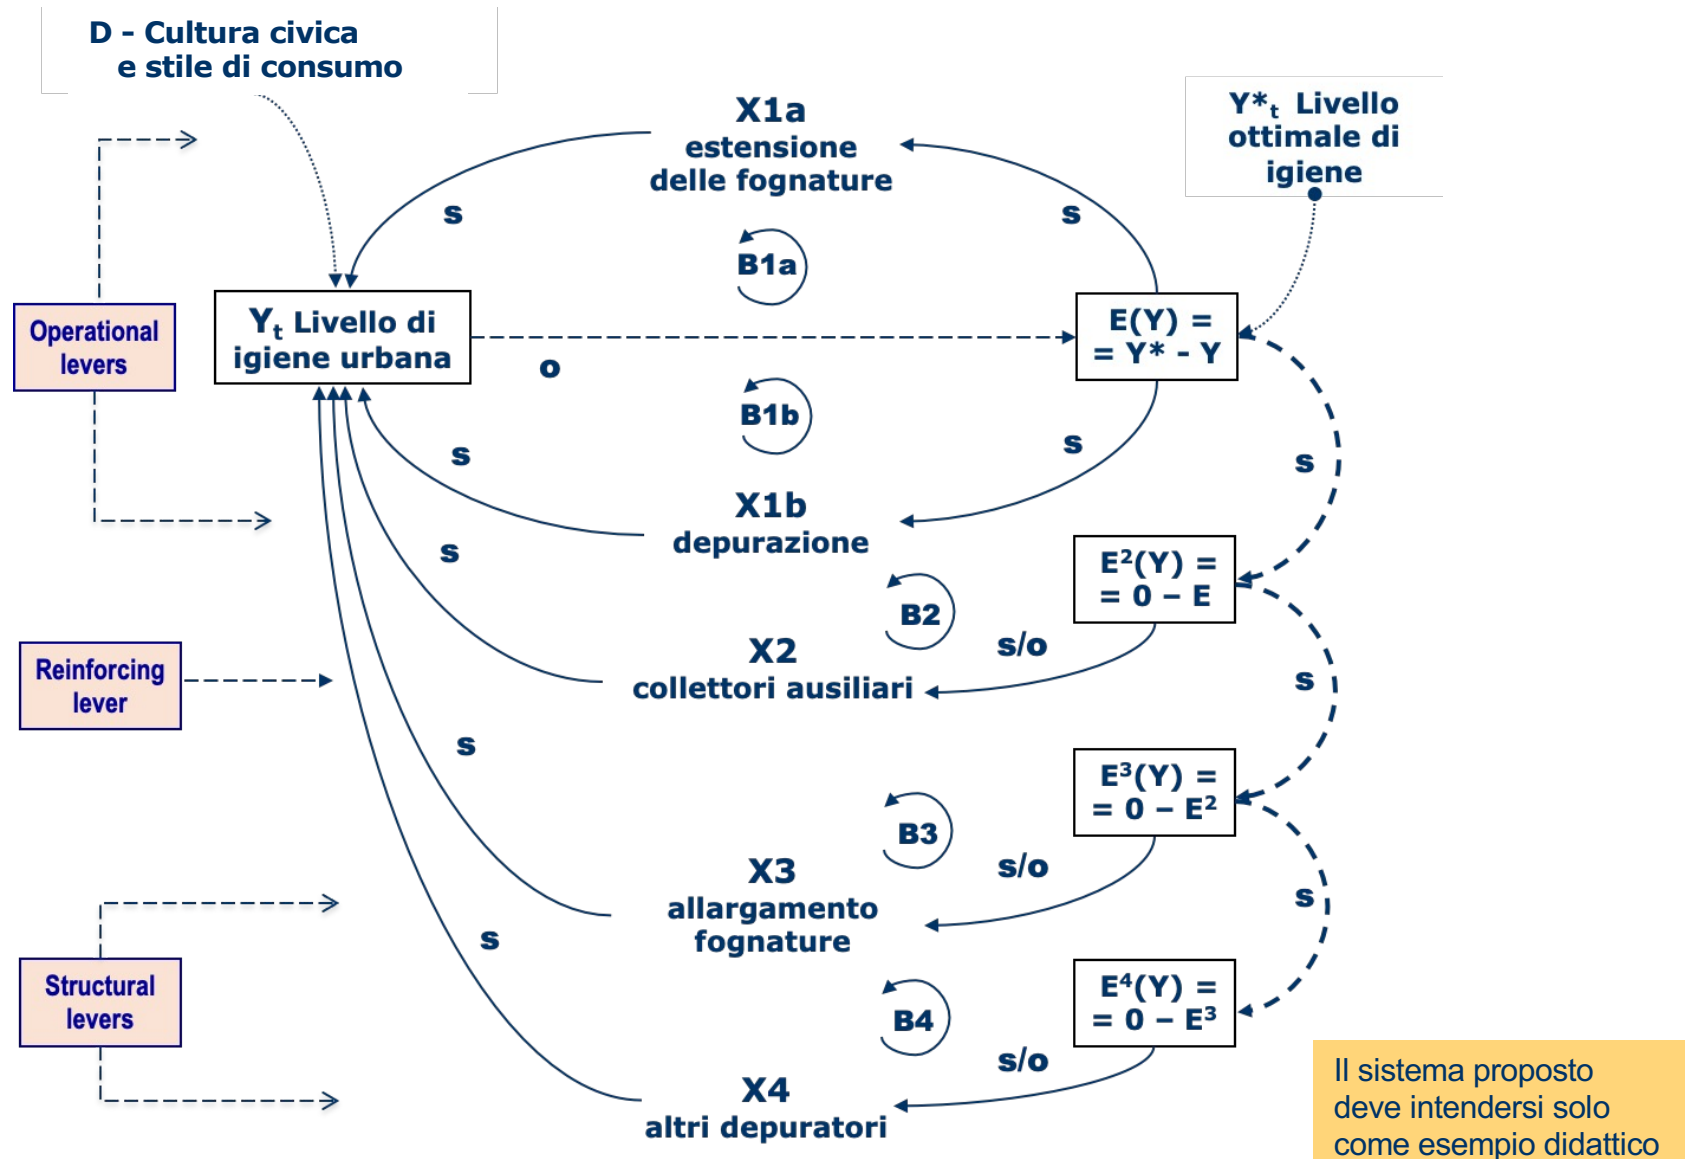 D - Cultura civica
e stile di consumo
X1a
estensione
delle fognature
Y*t Livello
ottimale di
igiene
s
s
B1a
Operational
levers
Yt Livello di
igiene urbana
E(Y) =
= Y* - Y
o
B1b
s
s
s
X1b
depurazione
s
E²(Y) =
= 0 – E
B2
s/o
X2
collettori ausiliari
Reinforcing
lever
s
s
E³(Y) =
= 0 – E²
B3
s/o
X3
allargamento
fognature
s
s
Structural
levers
E⁴(Y) =
= 0 – E³
B4
s/o
X4
altri depuratori
Il sistema proposto
deve intendersi solo
come esempio didattico